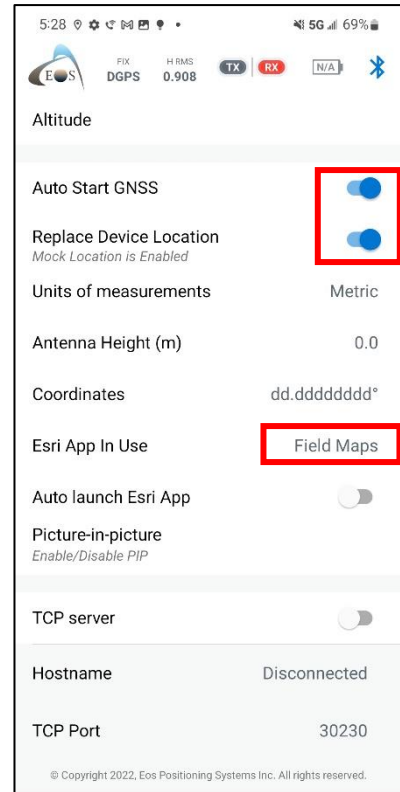 5:28 5G 69%
EOS FIX H RMS TX RX N/A
DGPS 0.908
Altitude
Auto Start GNSS
Replace Device Location
Mock Location is Enabled
Units of measurements Metric
Antenna Height (m) 0.0
Coordinates dd.dddddddd°
Esri App In Use Field Maps
Auto launch Esri App
Picture-in-picture
Enable/Disable PIP
TCP server
Hostname Disconnected
TCP Port 30230
© Copyright 2022, Eos Positioning Systems Inc. All rights reserved.